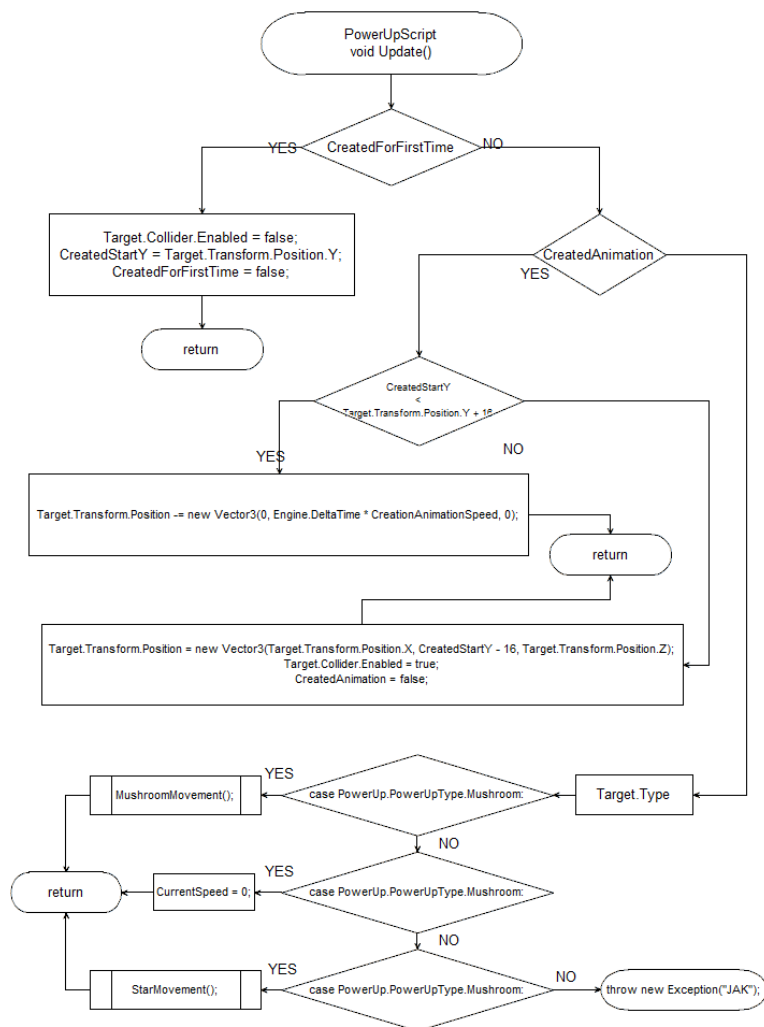 PowerUpScript
void Update()
CreatedForFirstTime
YES
NO
Target.Collider.Enabled = false;
CreatedStartY = Target.Transform.Position.Y;
CreatedForFirstTime = false;
return
CreatedAnimation
YES
CreatedStartY
<
Target.Transform.Position.Y + 16
YES
NO
Target.Transform.Position -= new Vector3(0, Engine.DeltaTime * CreationAnimationSpeed, 0);
return
Target.Transform.Position = new Vector3(Target.Transform.Position.X, CreatedStartY - 16, Target.Transform.Position.Z);
Target.Collider.Enabled = true;
CreatedAnimation = false;
Target.Type
case PowerUp.PowerUpType.Mushroom:
YES
MushroomMovement();
NO
case PowerUp.PowerUpType.Mushroom:
YES
CurrentSpeed = 0;
return
NO
case PowerUp.PowerUpType.Mushroom:
YES
StarMovement();
NO
throw new Exception("JAK");